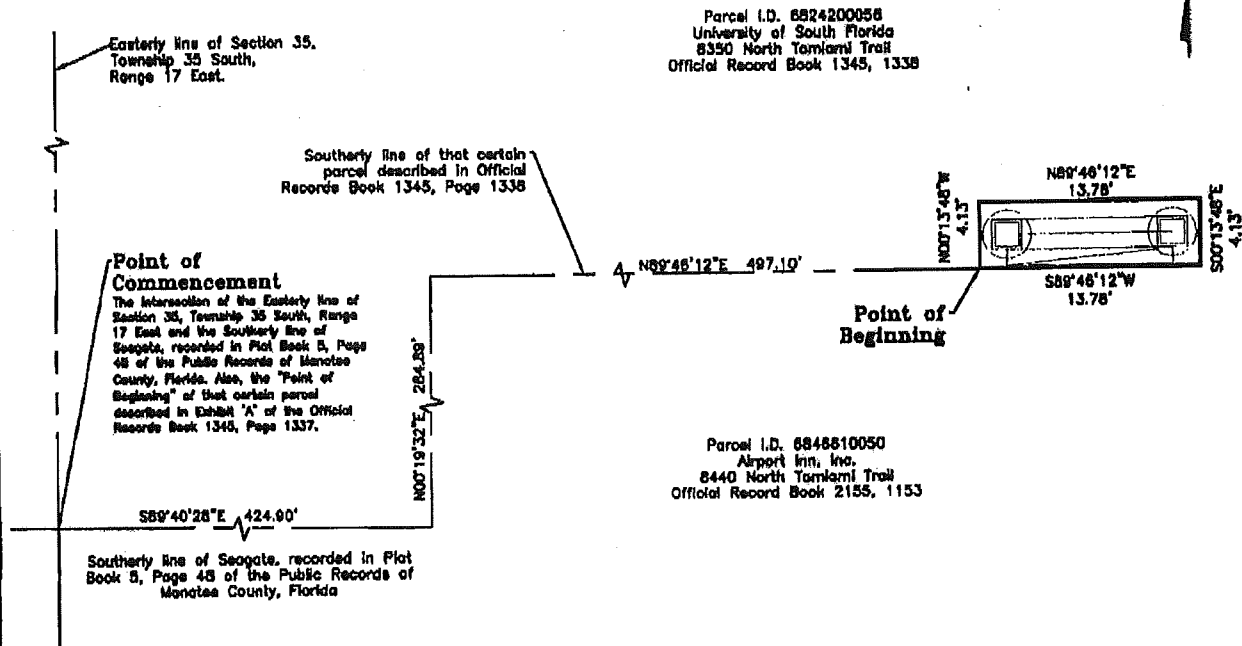 Parcel I.D. 6824200056
University of South Florida
8350 North Tamiami Trail
Official Record Book 1345, 1338
Easterly line of Section 35,
Township 35 South,
Range 17 East.
Southerly line of that certain
parcel described in Official
Records Book 1345, Page 1338
N89°46'12"E
13.78'
N00°13'48"W
4.13'
S00°13'48"E
4.13'
S89°46'12"W
13.78'
N89°46'12"E 497.10'
Point of
Beginning
Point of
Commencement
The intersection of the Easterly line of
Section 35, Township 35 South, Range
17 East and the Southerly line of
Seagate, recorded in Plat Book 5, Page
48 of the Public Records of Manatee
County, Florida. Also, the "Point of
Beginning" of that certain parcel
described in Exhibit "A" of the Official
Records Book 1345, Page 1337.
N00°19'32"E 284.89'
Parcel I.D. 6846610050
Airport Inn, Inc.
8440 North Tamiami Trail
Official Record Book 2155, 1153
S89°40'28"E 424.90'
Southerly line of Seagate, recorded in Plat
Book 5, Page 48 of the Public Records of
Manatee County, Florida